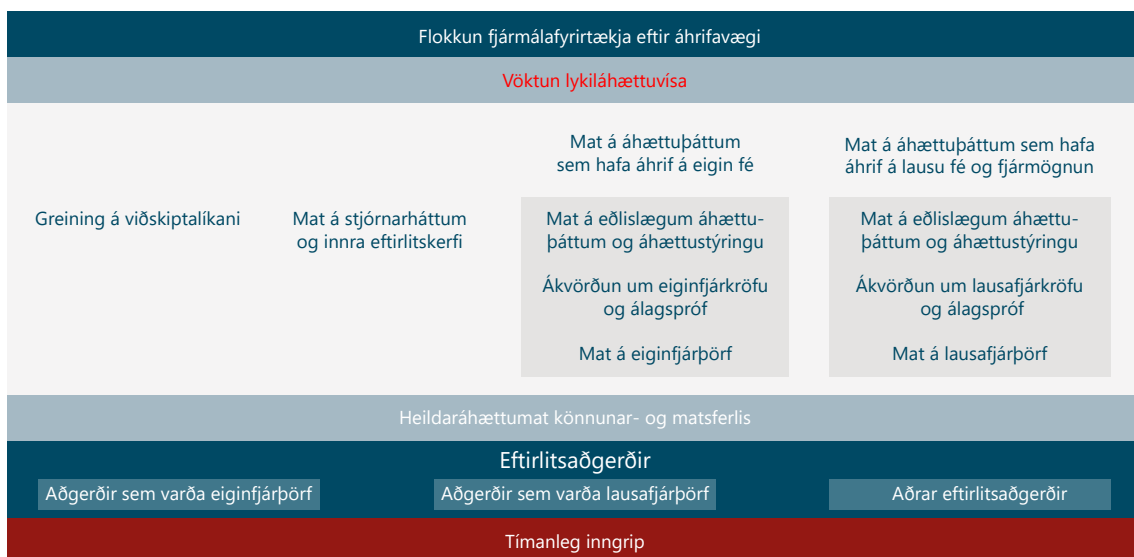 Flokkun fjármálafyrirtækja eftir áhrifavægi
Vöktun lykiláhættuvísa
Greining á viðskiptalíkani
Mat á stjórnarháttum
og innra eftirlitskerfi
Mat á áhættuþáttum
sem hafa áhrif á eigin fé
Mat á eðlislægum áhættu-
þáttum og áhættustýringu
Ákvörðun um eiginfjárkröfu
og álagspróf
Mat á eiginfjárþörf
Mat á áhættuþáttum sem hafa
áhrif á lausu fé og fjármögnun
Mat á eðlislægum áhættu-
þáttum og áhættustýringu
Ákvörðun um lausafjárkröfu
og álagspróf
Mat á lausafjárþörf
Heildaráhættumat könnunar- og matsferlis
Eftirlitsaðgerðir
Aðgerðir sem varða eiginfjárþörf
Aðgerðir sem varða lausafjárþörf
Aðrar eftirlitsaðgerðir
Tímanleg inngrip